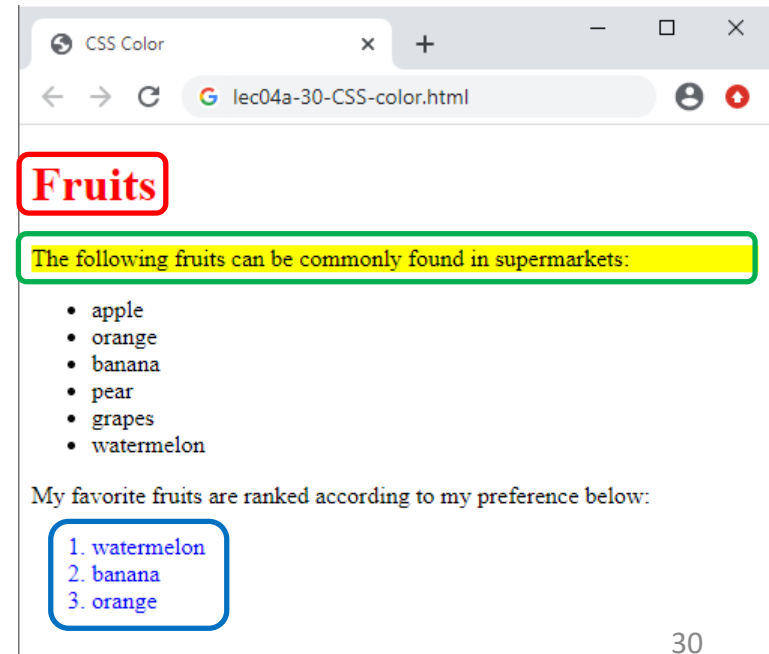 CSS Color
lec04a-30-CSS-color.html
Fruits
The following fruits can be commonly found in supermarkets:
• apple
• orange
• banana
• pear
• grapes
• watermelon
My favorite fruits are ranked according to my preference below:
1. watermelon
2. banana
3. orange
30